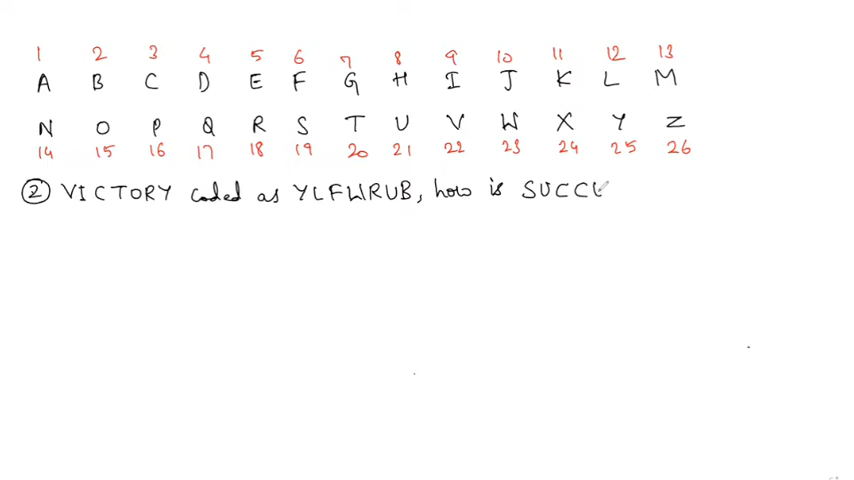 1 2 3 4 5 6 7 8 9 10 11 12 13
A B C D E F G H I J K L M
N O P Q R S T U V W X Y Z
14 15 16 17 18 19 20 21 22 23 24 25 26
② VICTORY coded as YLFWRUB, how is SUCCU